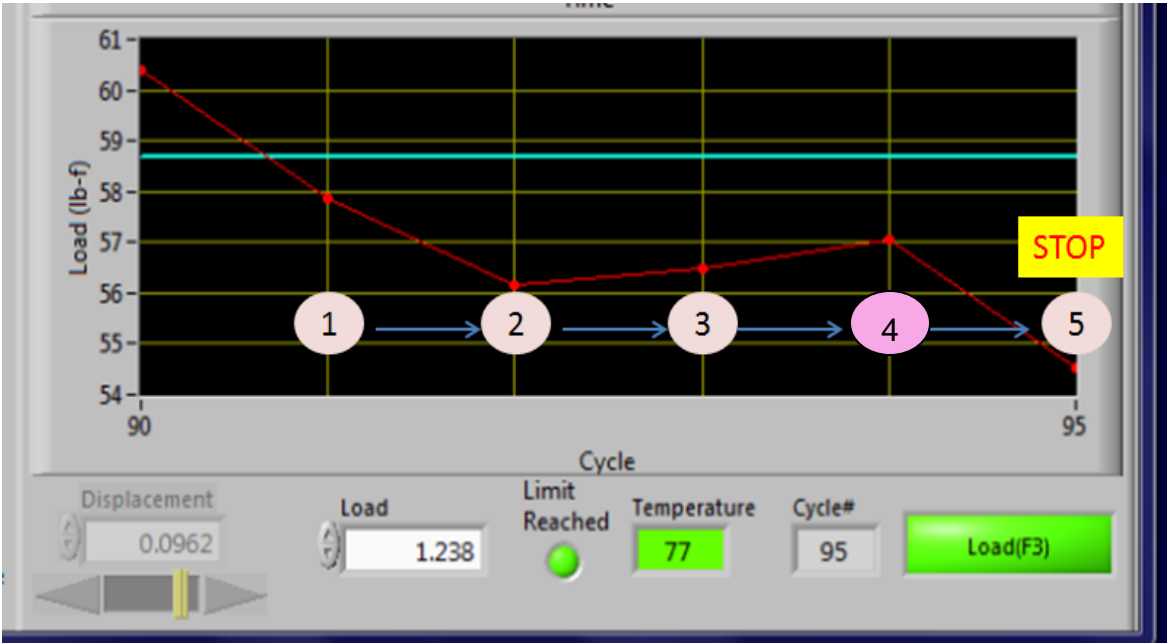 Time
61
60
59
58
57
56
55
54
Load (lb-f)
STOP
1 2 3 4 5
90 95
Cycle
Displacement
0.0962
Load
1.238
Limit
Reached
Temperature
77
Cycle#
95
Load(F3)